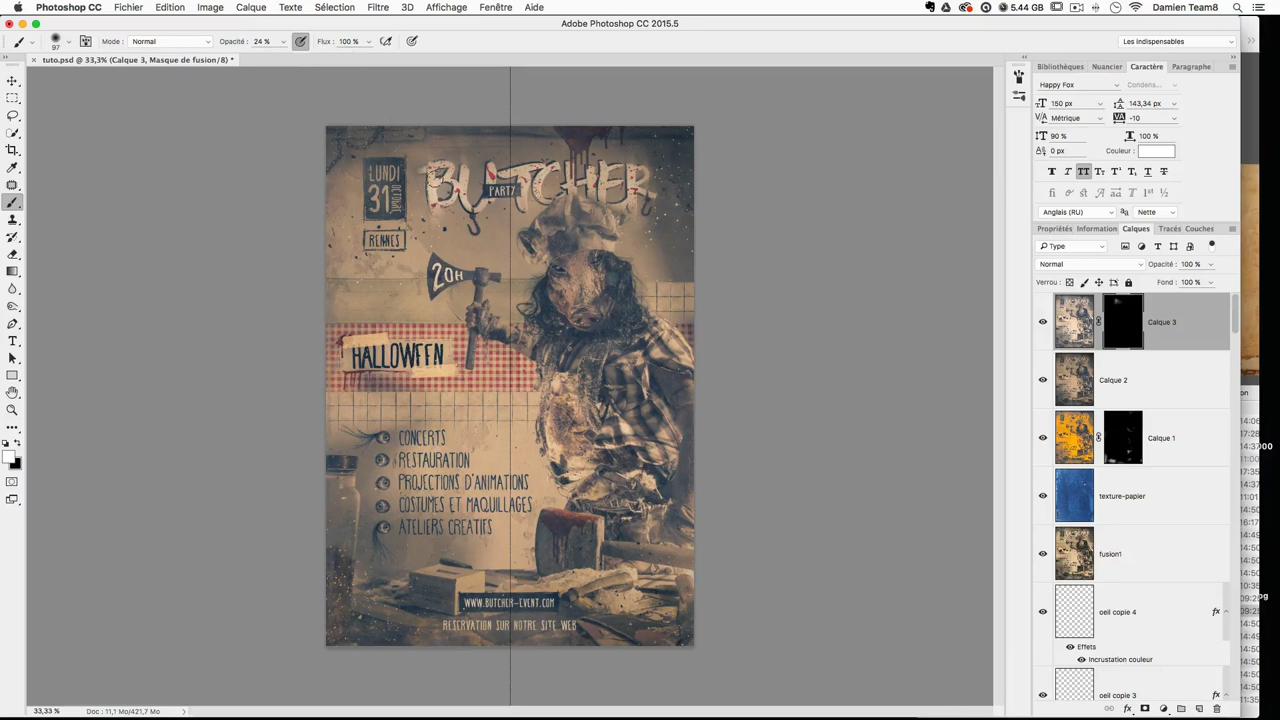 Photoshop CC Fichier Edition Image Calque Texte Sélection Filtre 3D Affichage Fenêtre Aide 5.44 GB Damien Team8
Adobe Photoshop CC 2015.5
97 Mode : Normal Opacité : 24 % Flux : 100 % Les indispensables
tuto.psd @ 33,3% (Calque 3, Masque de fusion/8) *
Bibliothèques Nuancier Caractère Paragraphe
Happy Fox Condens...
150 px 143,34 px
Métrique -10
90 % 100 %
0 px Couleur :
Anglais (RU) Nette
Propriétés Information Calques Tracés Couches
Type
Normal Opacité : 100 %
Verrou : Fond : 100 %
Calque 3
Calque 2
Calque 1
texture-papier
fusion1
oeil copie 4
Effets
Incrustation couleur
oeil copie 3
LUNDI
31
OCTOBRE
RENNES
BUTCHER
PARTY
20H
HALLOWEEN
CONCERTS
RESTAURATION
PROJECTIONS D'ANIMATIONS
COSTUMES ET MAQUILLAGES
ATELIERS CREATIFS
WWW.BUTCHER-EVENT.COM
RESERVATION SUR NOTRE SITE WEB
33,33 % Doc : 11,1 Mo/421,7 Mo